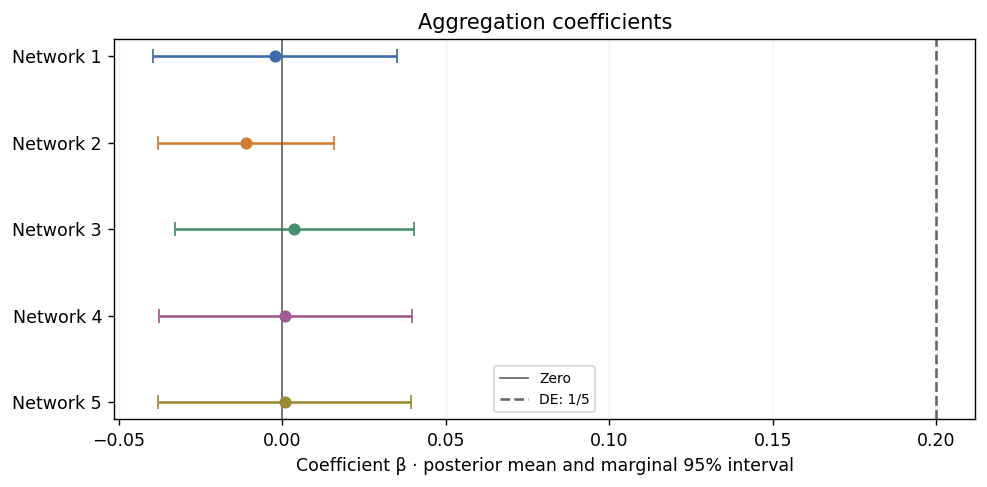 Aggregation coefficients
Network 1
Network 2
Network 3
Network 4
Network 5
Zero
DE: 1/5
−0.05 0.00 0.05 0.10 0.15 0.20
Coefficient β · posterior mean and marginal 95% interval